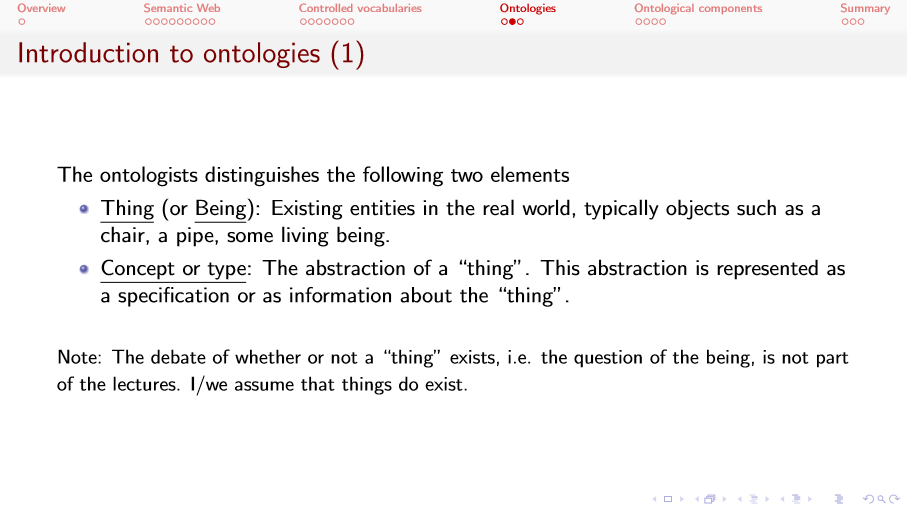 Overview Semantic Web Controlled vocabularies Ontologies Ontological components Summary
Introduction to ontologies (1)
The ontologists distinguishes the following two elements
Thing (or Being): Existing entities in the real world, typically objects such as a
chair, a pipe, some living being.
Concept or type: The abstraction of a “thing”. This abstraction is represented as
a specification or as information about the “thing”.
Note: The debate of whether or not a “thing” exists, i.e. the question of the being, is not part
of the lectures. I/we assume that things do exist.